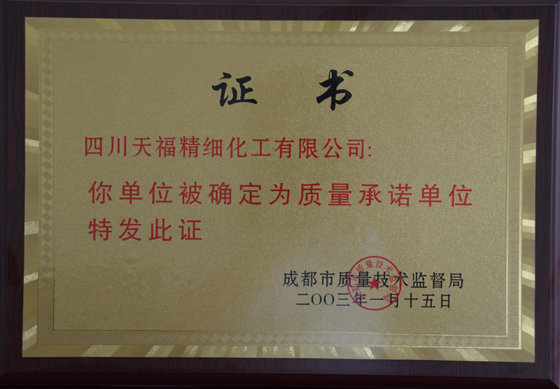 证 书
四川天福精细化工有限公司:
你单位被确定为质量承诺单位
特发此证
成都市质量技术监督局
二〇〇三年一月十五日